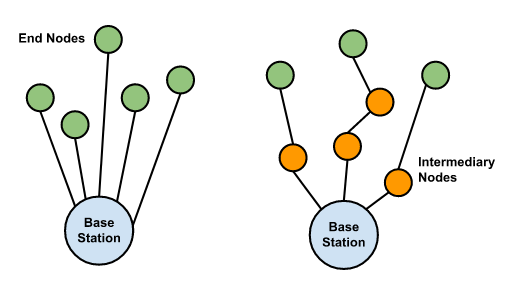 End Nodes
Base
Station
Intermediary
Nodes
Base
Station